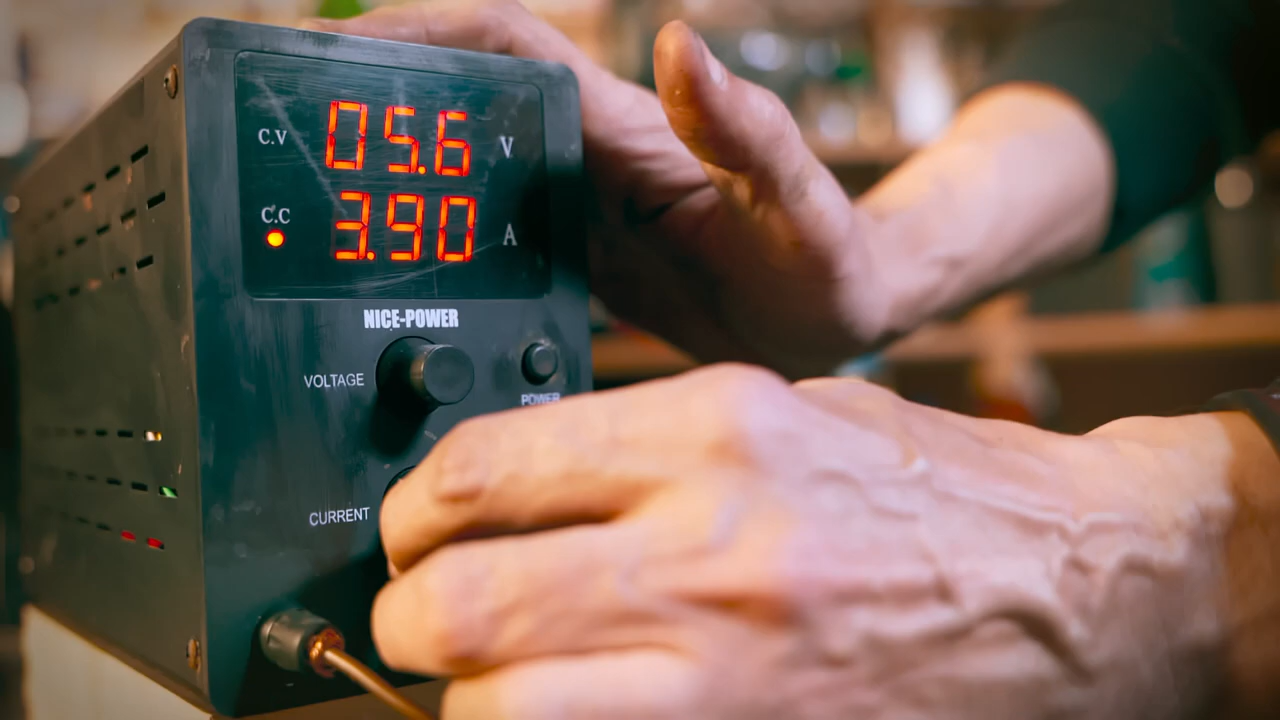 C.V 05.6 V
C.C 3.90 A
NICE-POWER
VOLTAGE
POWER
CURRENT